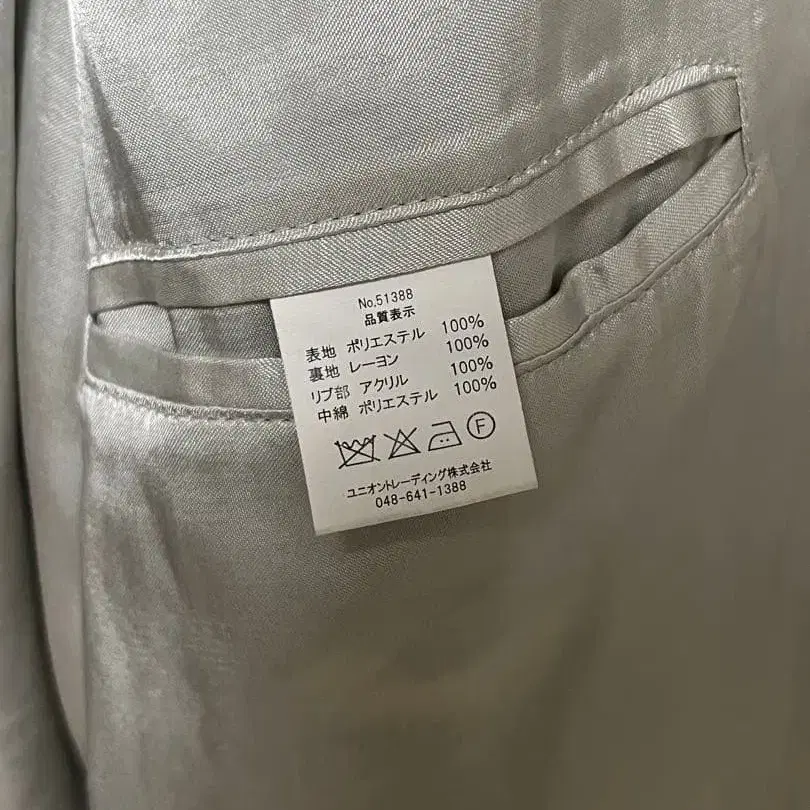 No.51388
品質表示
表地 ポリエステル 100%
裏地 レーヨン 100%
リブ部 アクリル 100%
中綿 ポリエステル 100%
F
ユニオントレーディング株式会社
048-641-1388